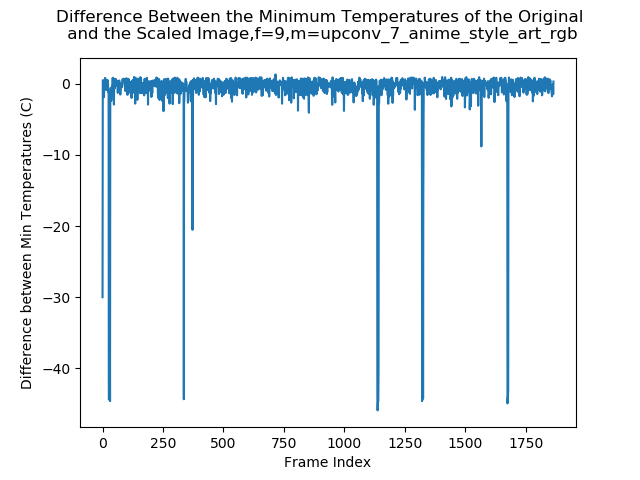 Difference Between the Minimum Temperatures of the Original
and the Scaled Image,f=9,m=upconv_7_anime_style_art_rgb
Difference between Min Temperatures (C)
0
−10
−20
−30
−40
0 250 500 750 1000 1250 1500 1750
Frame Index